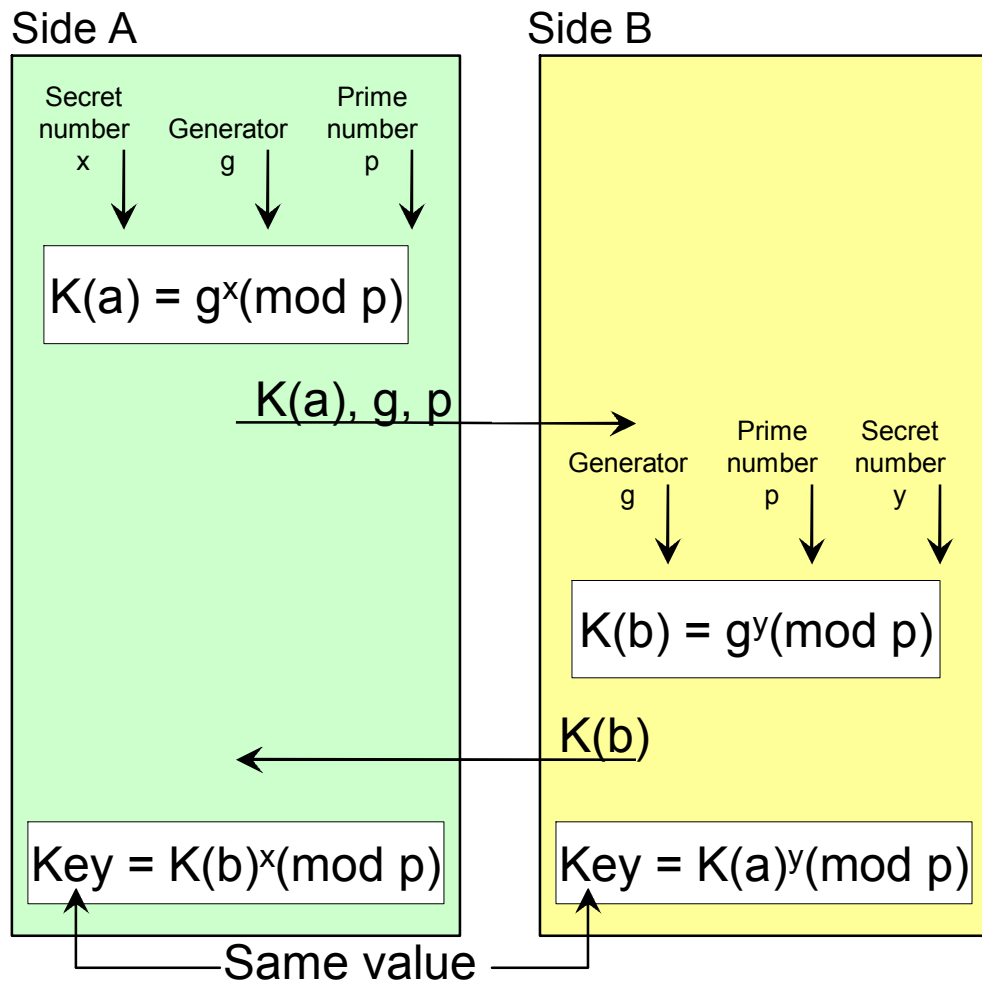 Side A
Side B
Secret
number
x
Generator
g
Prime
number
p
K(a) = gˣ(mod p)
K(a), g, p
Generator
g
Prime
number
p
Secret
number
y
K(b) = gʸ(mod p)
K(b)
Key = K(b)ˣ(mod p)
Key = K(a)ʸ(mod p)
Same value